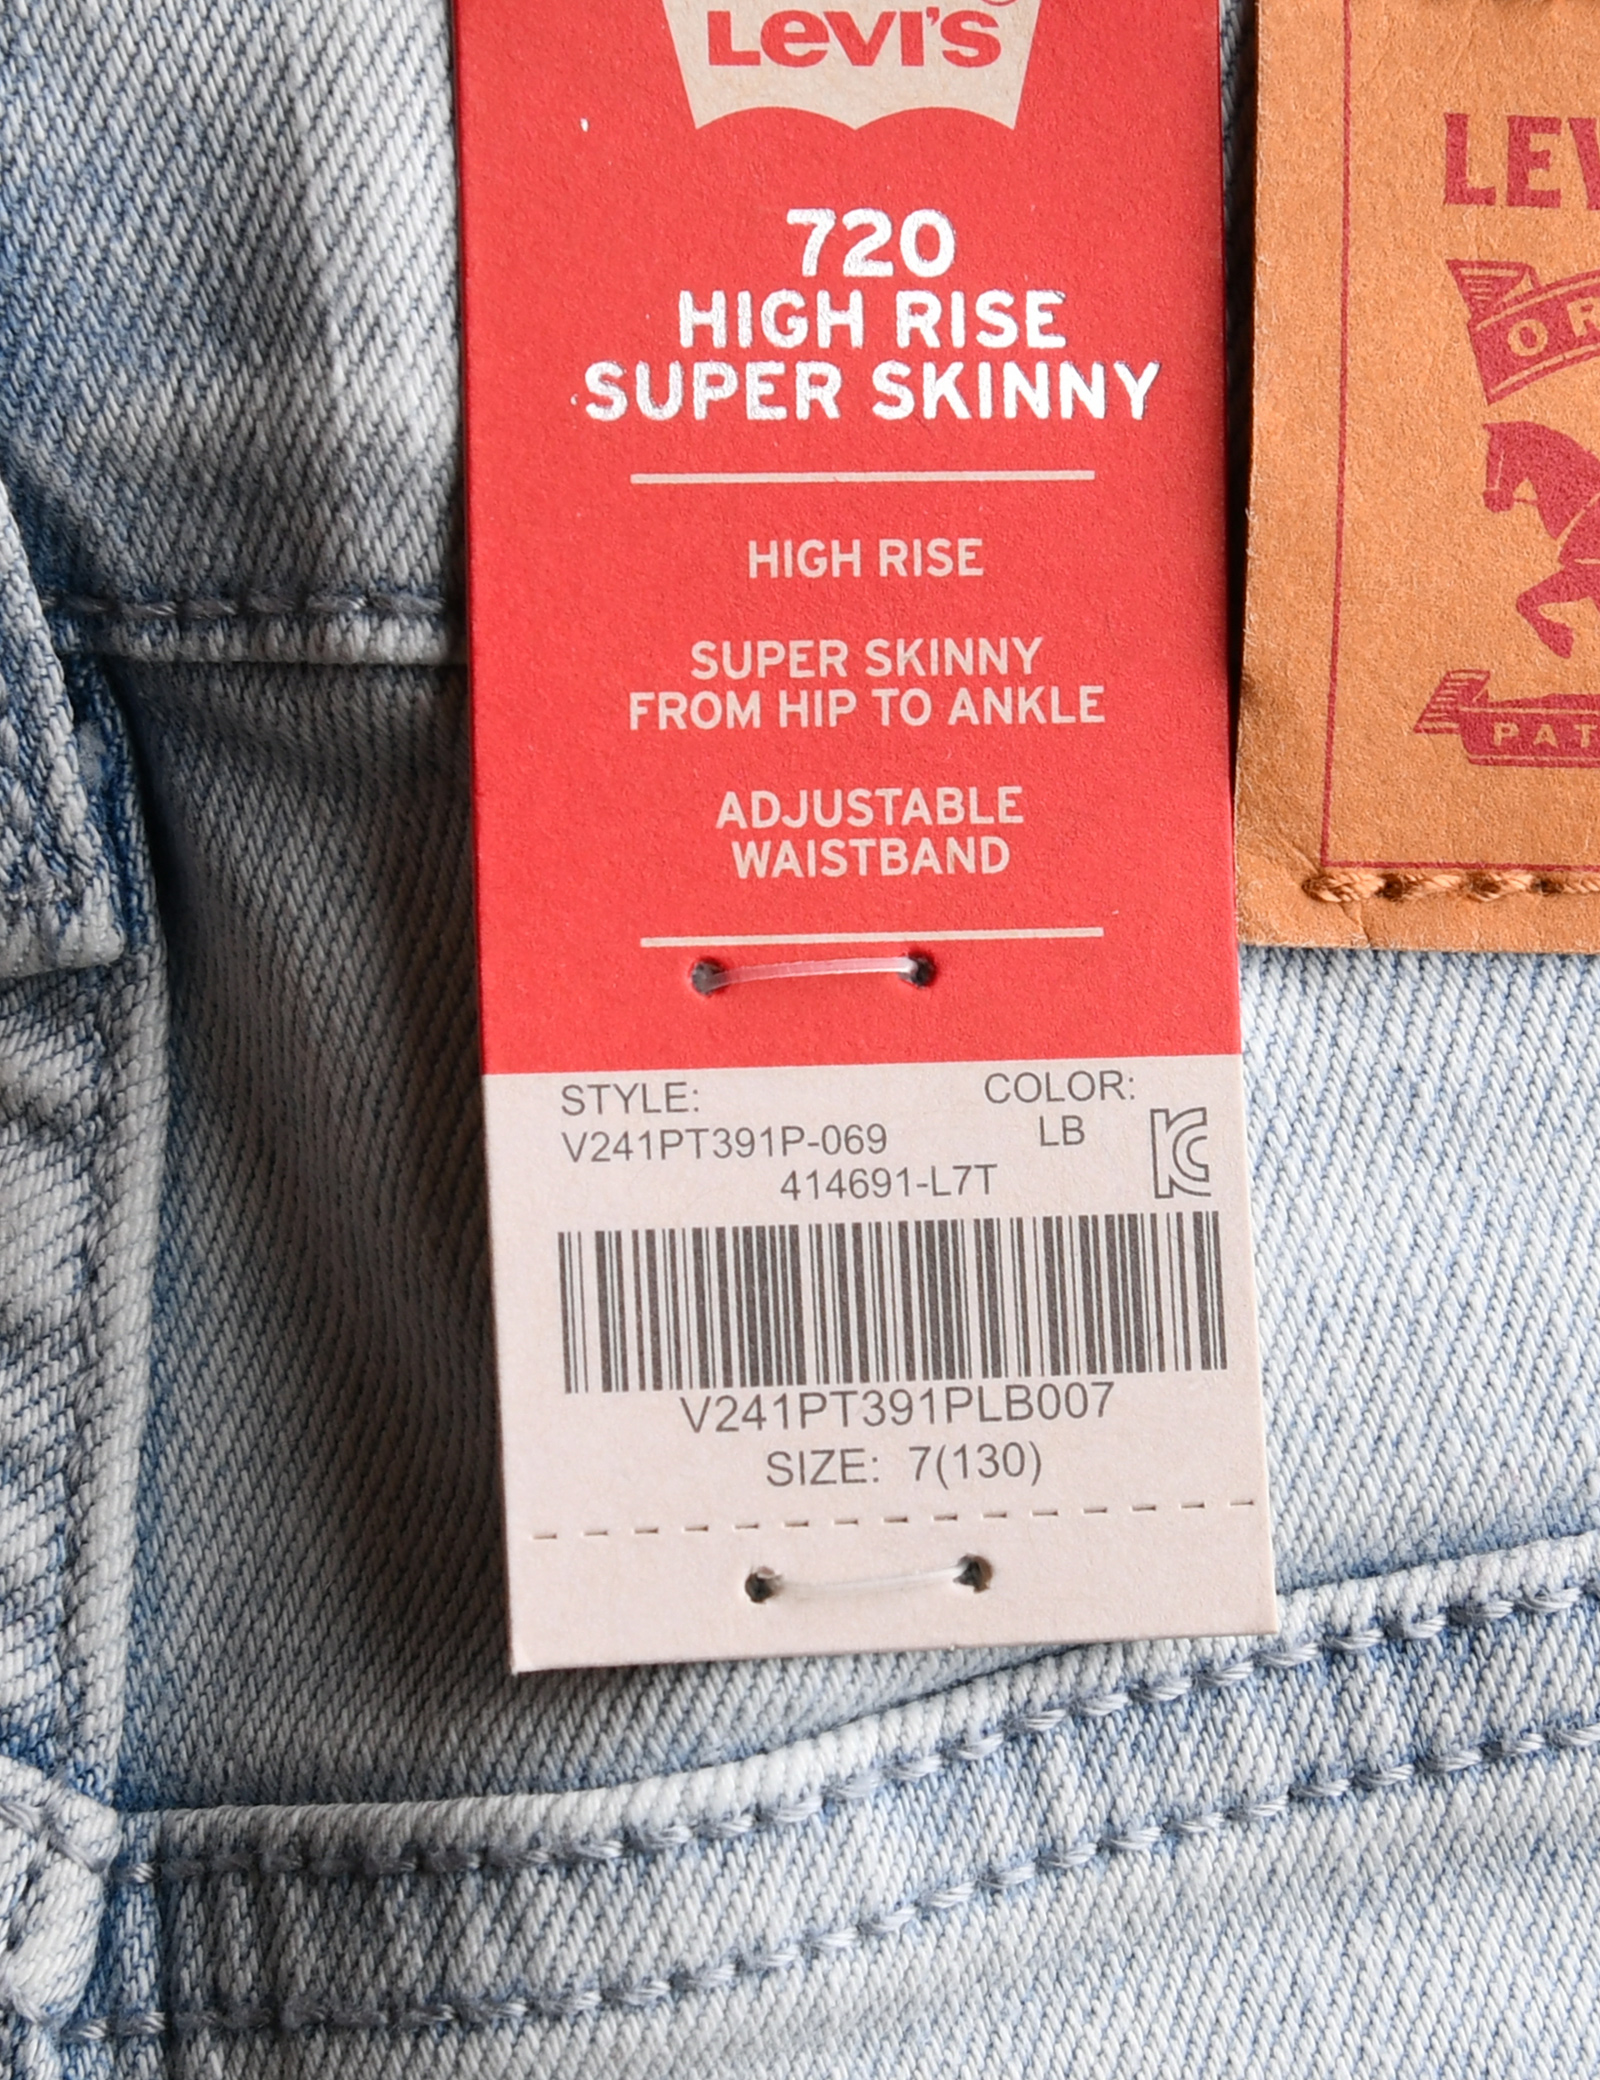 Levi's
720
HIGH RISE
SUPER SKINNY
HIGH RISE
SUPER SKINNY
FROM HIP TO ANKLE
ADJUSTABLE
WAISTBAND
STYLE: COLOR:
V241PT391P-069 LB
414691-L7T
V241PT391PLB007
SIZE: 7(130)
LEV
OR
PAT